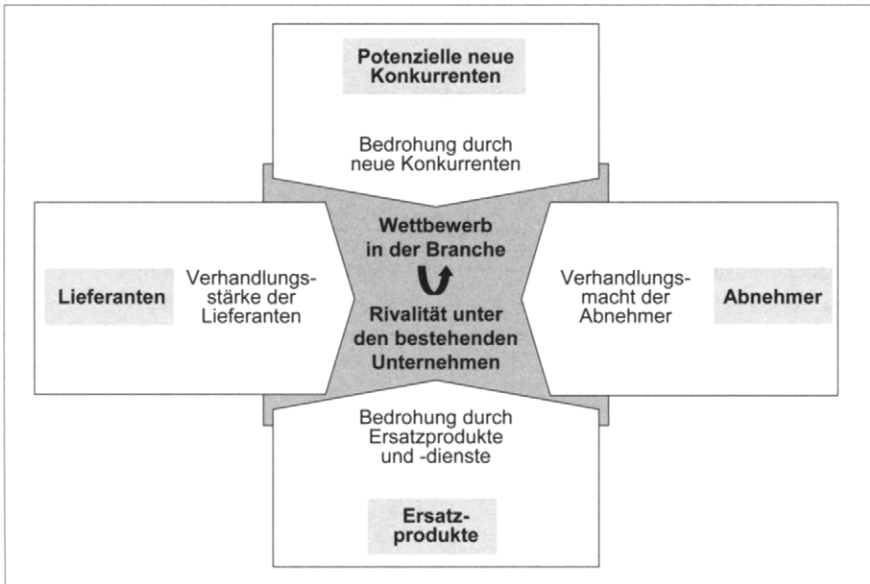 Potenzielle neue
Konkurrenten
Bedrohung durch
neue Konkurrenten
Wettbewerb
in der Branche
Lieferanten
Verhandlungs-
stärke der
Lieferanten
Rivalität unter
den bestehenden
Unternehmen
Verhandlungs-
macht der
Abnehmer
Abnehmer
Bedrohung durch
Ersatzprodukte
und -dienste
Ersatz-
produkte